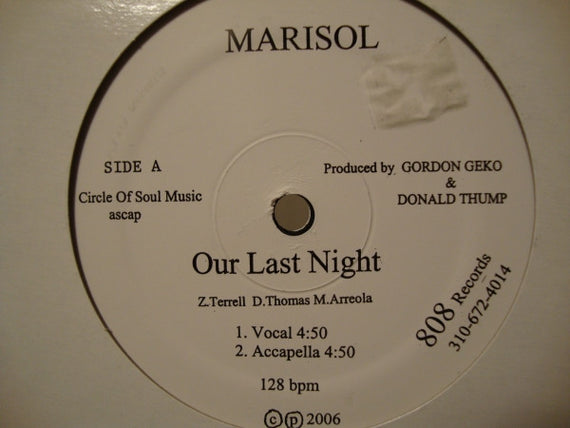 MARISOL
SIDE A
Circle Of Soul Music
ascap
Produced by GORDON GEKO
&
DONALD THUMP
Our Last Night
Z.Terrell D.Thomas M.Arreola
1. Vocal 4:50
2. Accapella 4:50
128 bpm
©℗ 2006
808 Records
310-672-4014